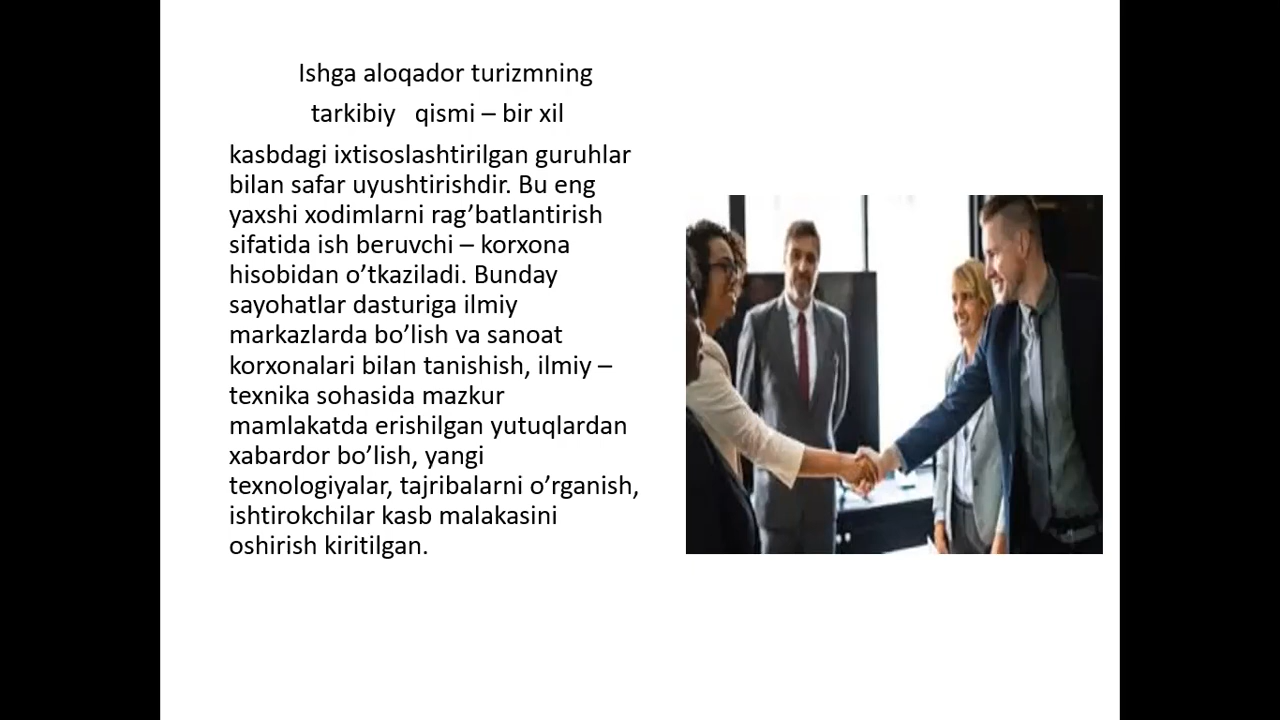 Ishga aloqador turizmning
tarkibiy qismi – bir xil
kasbdagi ixtisoslashtirilgan guruhlar
bilan safar uyushtirishdir. Bu eng
yaxshi xodimlarni rag’batlantirish
sifatida ish beruvchi – korxona
hisobidan o’tkaziladi. Bunday
sayohatlar dasturiga ilmiy
markazlarda bo’lish va sanoat
korxonalari bilan tanishish, ilmiy –
texnika sohasida mazkur
mamlakatda erishilgan yutuqlardan
xabardor bo’lish, yangi
texnologiyalar, tajribalarni o’rganish,
ishtirokchilar kasb malakasini
oshirish kiritilgan.